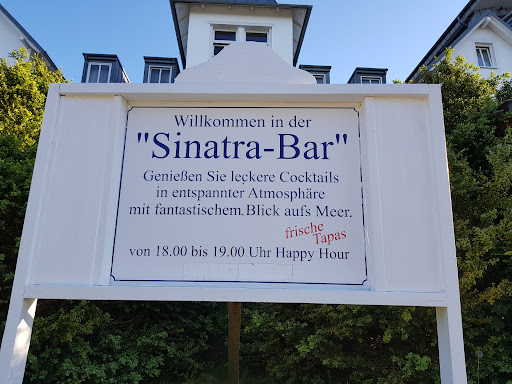 Willkommen in der
"Sinatra-Bar"
Genießen Sie leckere Cocktails
in entspannter Atmosphäre
mit fantastischem.Blick aufs Meer.
frische
Tapas
von 18.00 bis 19.00 Uhr Happy Hour